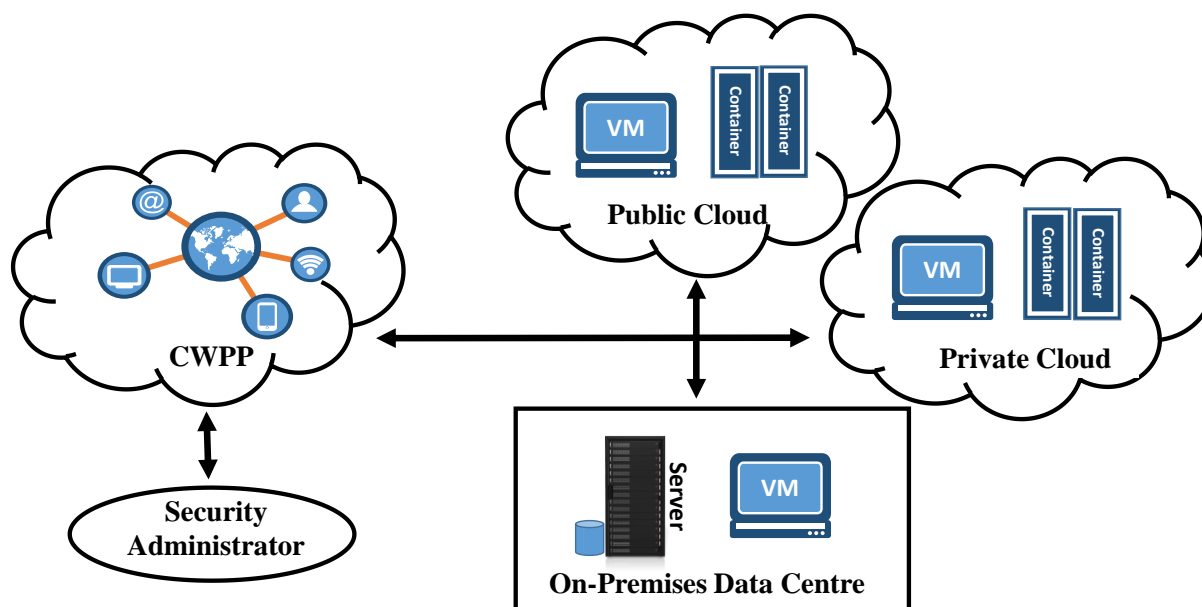 VM
Container
Container
Public Cloud
@
CWPP
VM
Container
Container
Private Cloud
Security
Administrator
Server
VM
On-Premises Data Centre